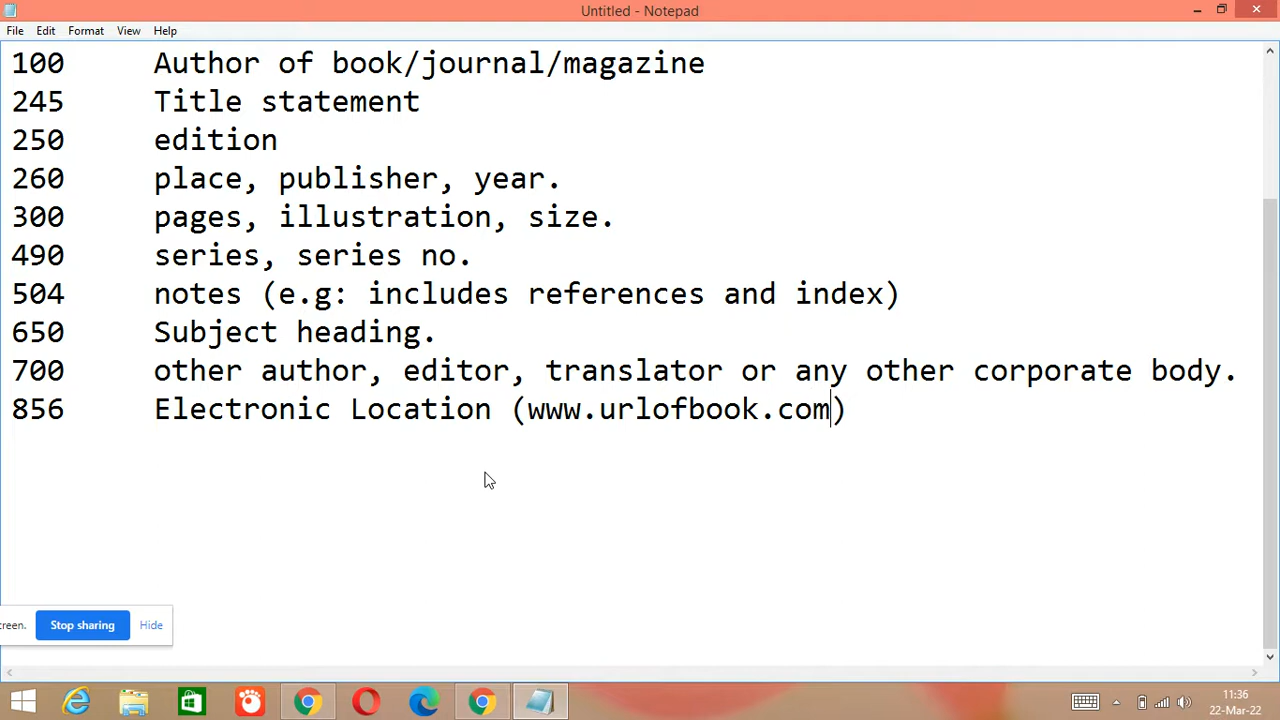 Untitled - Notepad
File Edit Format View Help
100 Author of book/journal/magazine
245 Title statement
250 edition
260 place, publisher, year.
300 pages, illustration, size.
490 series, series no.
504 notes (e.g: includes references and index)
650 Subject heading.
700 other author, editor, translator or any other corporate body.
856 Electronic Location (www.urlofbook.com)
creen. Stop sharing Hide
11:36
22-Mar-22